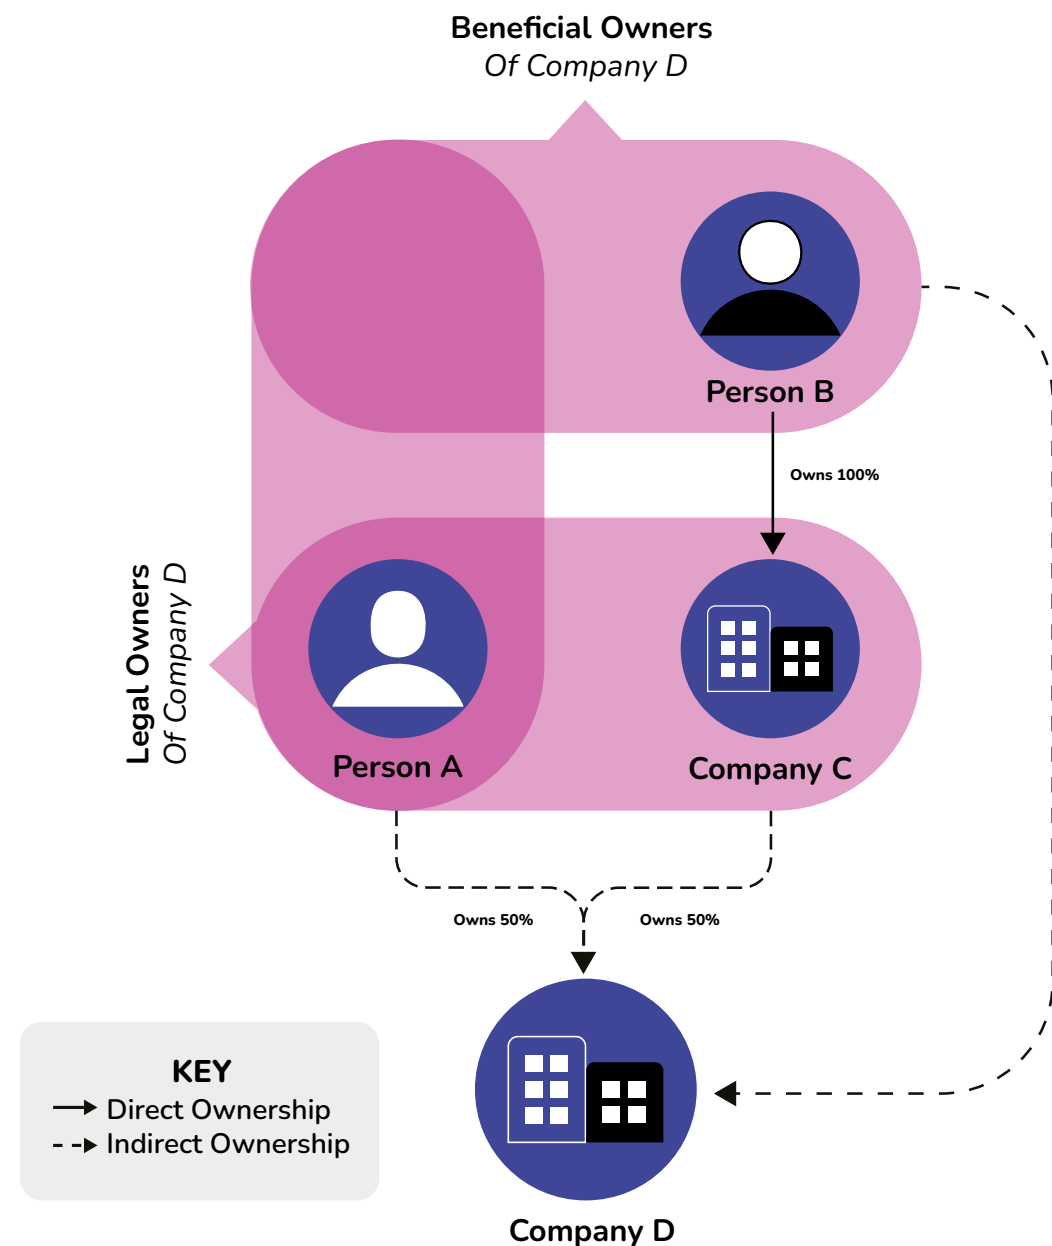 Beneficial Owners
Of Company D
Person B
Owns 100%
Legal Owners
Of Company D
Person A
Company C
Owns 50%
Owns 50%
KEY
Direct Ownership
Indirect Ownership
Company D